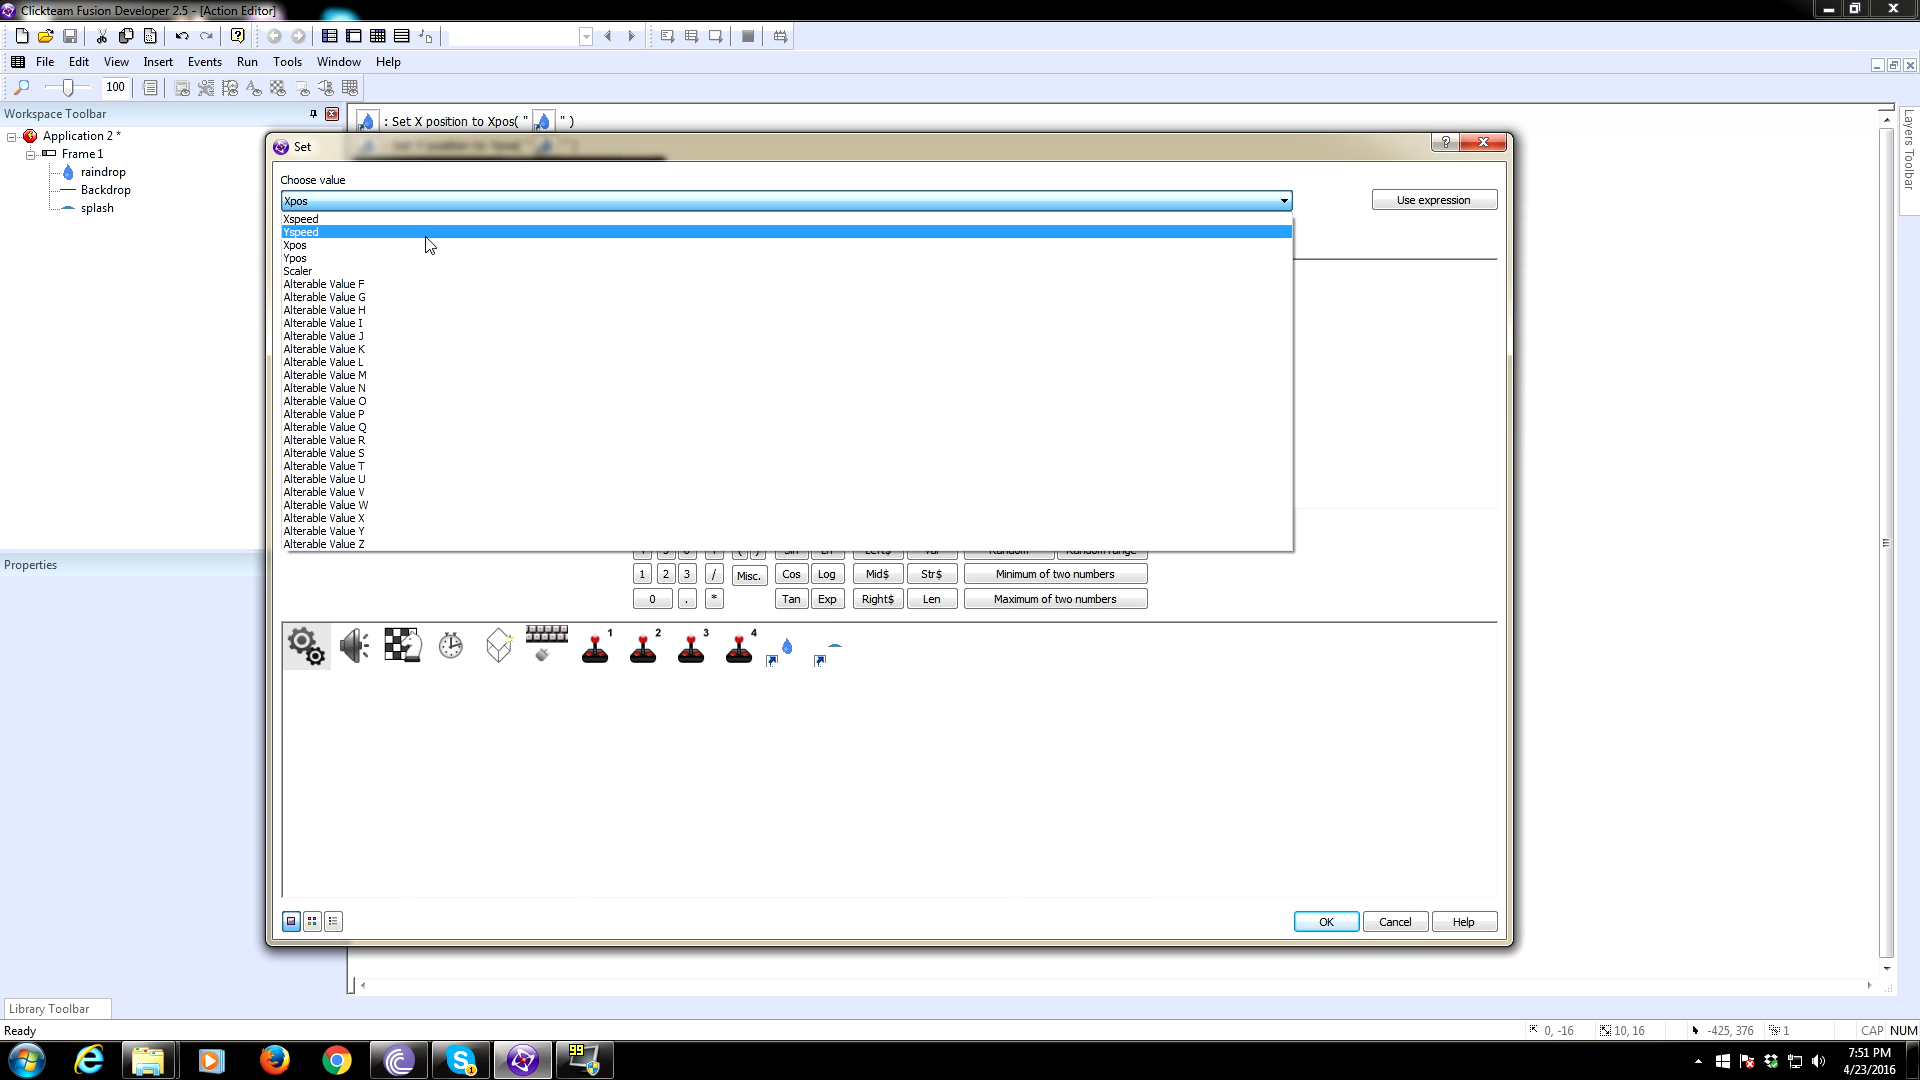 Clickteam Fusion Developer 2.5 - [Action Editor]
File Edit View Insert Events Run Tools Window Help
100
Workspace Toolbar
Application 2 *
Frame 1
raindrop
Backdrop
splash
: Set X position to Xpos( " " )
Set
Choose value
Xpos
Use expression
Xspeed
Yspeed
Xpos
Ypos
Scaler
Alterable Value F
Alterable Value G
Alterable Value H
Alterable Value I
Alterable Value J
Alterable Value K
Alterable Value L
Alterable Value M
Alterable Value N
Alterable Value O
Alterable Value P
Alterable Value Q
Alterable Value R
Alterable Value S
Alterable Value T
Alterable Value U
Alterable Value V
Alterable Value W
Alterable Value X
Alterable Value Y
Alterable Value Z
1 2 3 / Misc. Cos Log Mid$ Str$ Minimum of two numbers
0 . * Tan Exp Right$ Len Maximum of two numbers
1 2 3 4
OK Cancel Help
Properties
Layers Toolbar
Library Toolbar
Ready
0, -16 10, 16 -425, 376 1 CAP NUM
99
7:51 PM
4/23/2016